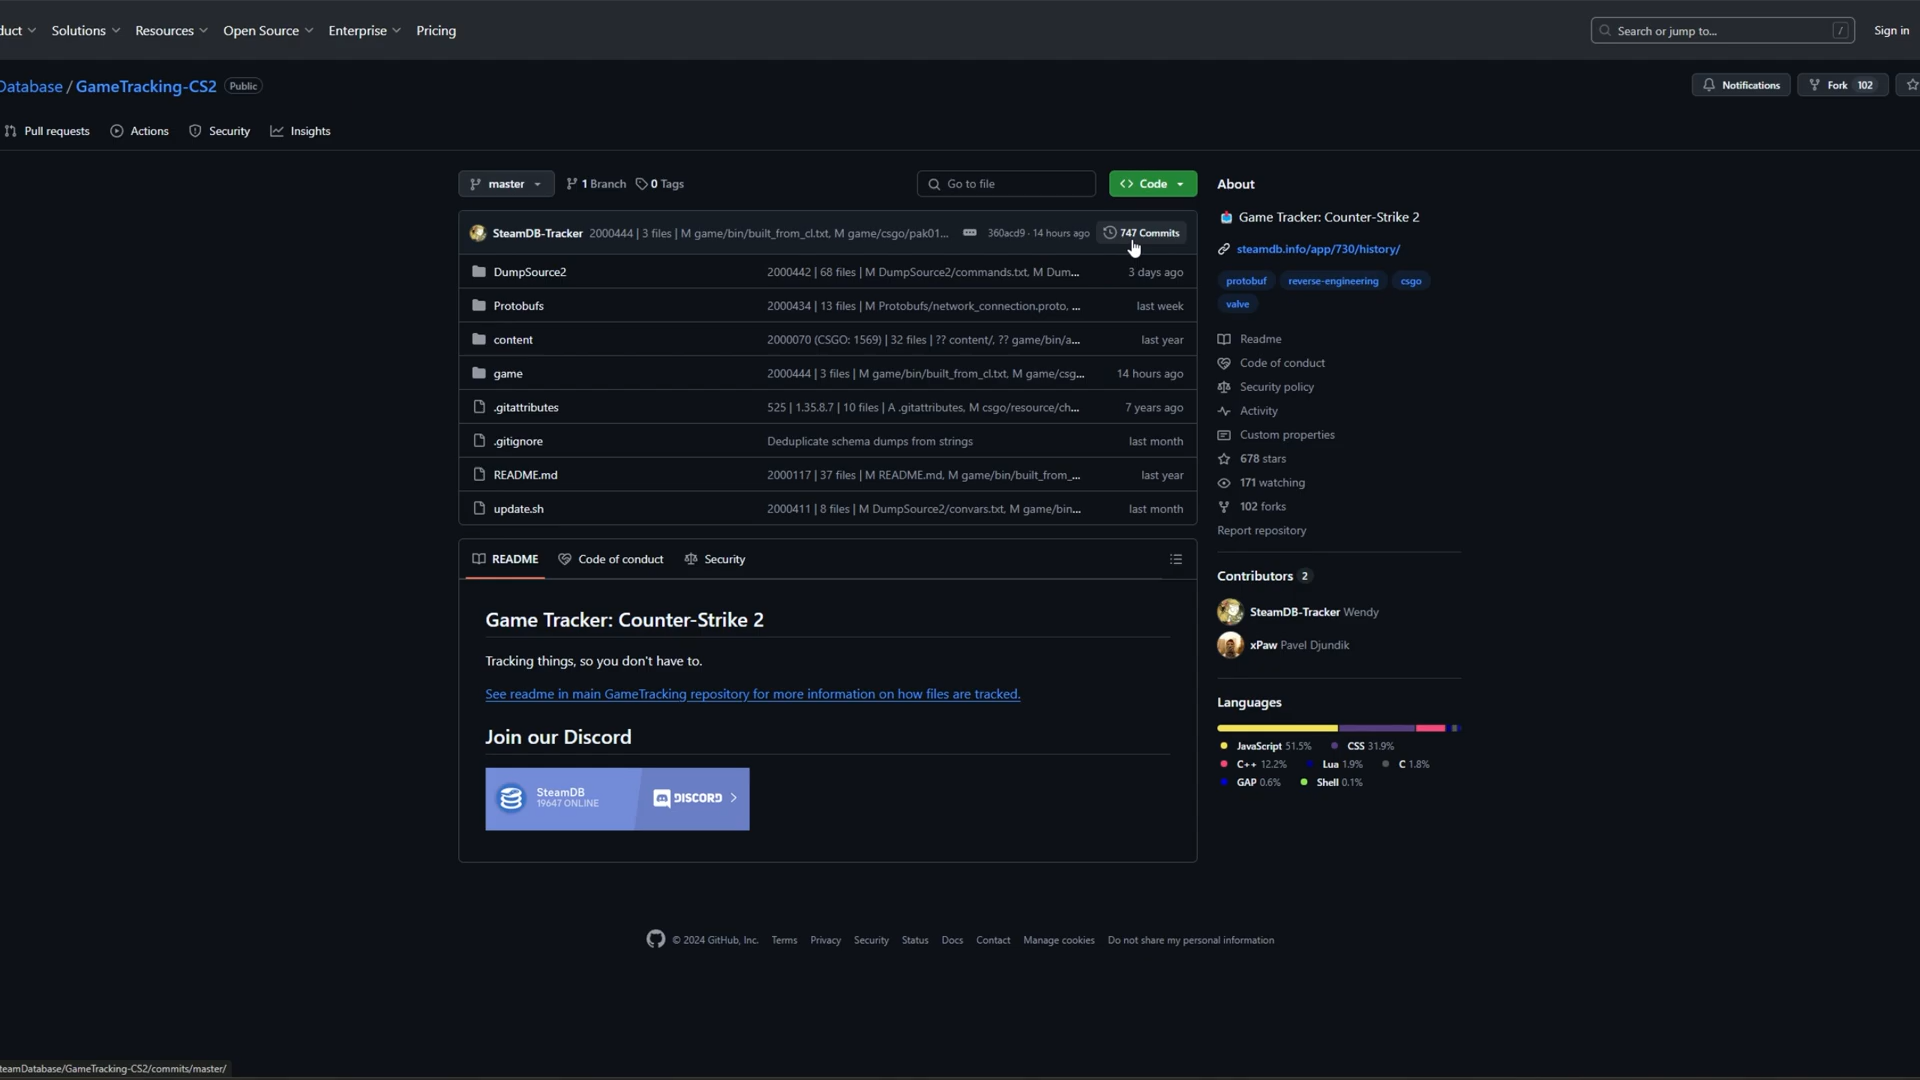 duct Solutions Resources Open Source Enterprise Pricing Search or jump to... / Sign in
Database / GameTracking-CS2 Public Notifications Fork 102
Pull requests Actions Security Insights
master 1 Branch 0 Tags Go to file Code
SteamDB-Tracker 2000444 | 3 files | M game/bin/built_from_cl.txt, M game/csgo/pak01... 360acd9 · 14 hours ago 747 Commits
DumpSource2 2000442 | 68 files | M DumpSource2/commands.txt, M Dum... 3 days ago
Protobufs 2000434 | 13 files | M Protobufs/network_connection.proto, ... last week
content 2000070 (CSGO: 1569) | 32 files | ?? content/, ?? game/bin/a... last year
game 2000444 | 3 files | M game/bin/built_from_cl.txt, M game/csg... 14 hours ago
.gitattributes 525 | 1.35.8.7 | 10 files | A .gitattributes, M csgo/resource/ch... 7 years ago
.gitignore Deduplicate schema dumps from strings last month
README.md 2000117 | 37 files | M README.md, M game/bin/built_from_... last year
update.sh 2000411 | 8 files | M DumpSource2/convars.txt, M game/bin... last month
README Code of conduct Security
Game Tracker: Counter-Strike 2
Tracking things, so you don't have to.
See readme in main GameTracking repository for more information on how files are tracked.
Join our Discord
SteamDB
19647 ONLINE
DISCORD
About
Game Tracker: Counter-Strike 2
steamdb.info/app/730/history/
protobuf reverse-engineering csgo
valve
Readme
Code of conduct
Security policy
Activity
Custom properties
678 stars
171 watching
102 forks
Report repository
Contributors 2
SteamDB-Tracker Wendy
xPaw Pavel Djundik
Languages
JavaScript 51.5% CSS 31.9%
C++ 12.2% Lua 1.9% C 1.8%
GAP 0.6% Shell 0.1%
© 2024 GitHub, Inc. Terms Privacy Security Status Docs Contact Manage cookies Do not share my personal information
teamDatabase/GameTracking-CS2/commits/master/